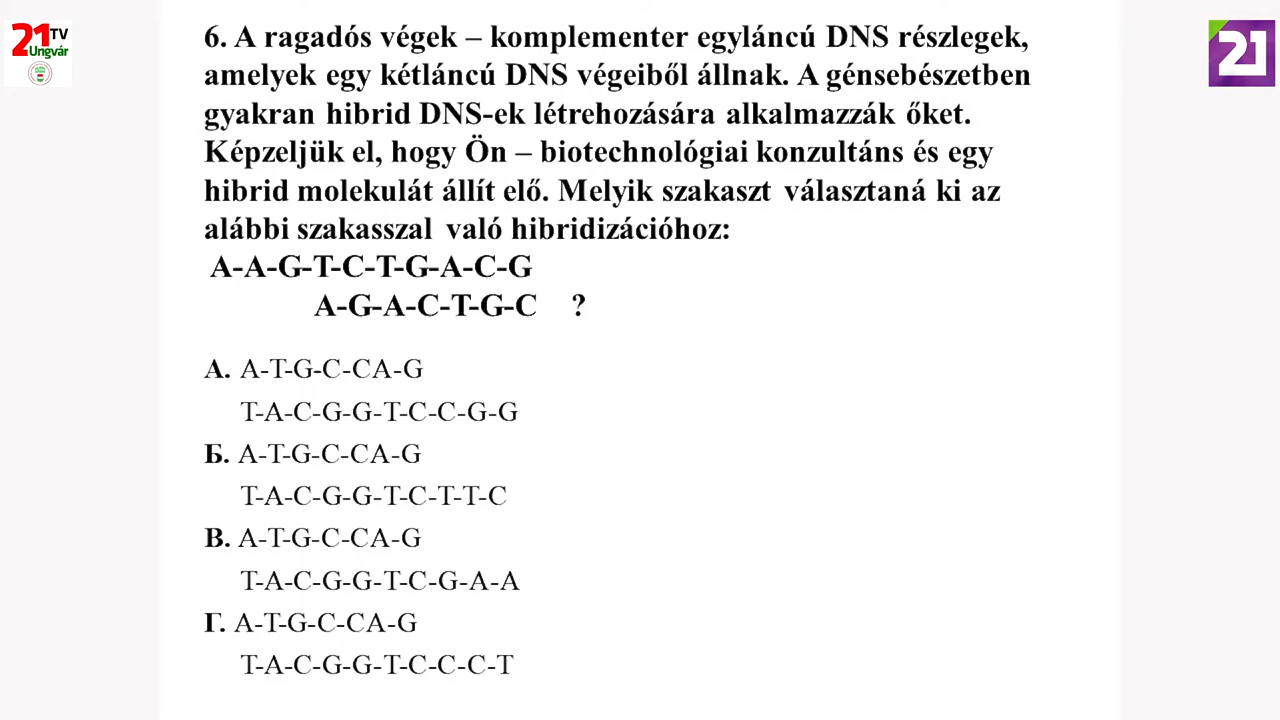 21 TV
Ungvár
21
6. A ragadós végek – komplementer egyláncú DNS részlegek,
amelyek egy kétláncú DNS végeiből állnak. A génsebészetben
gyakran hibrid DNS-ek létrehozására alkalmazzák őket.
Képzeljük el, hogy Ön – biotechnológiai konzultáns és egy
hibrid molekulát állít elő. Melyik szakaszt választaná ki az
alábbi szakasszal való hibridizációhoz:
A-A-G-T-C-T-G-A-C-G
A-G-A-C-T-G-C ?
А. A-T-G-C-CA-G
T-A-C-G-G-T-C-C-G-G
Б. A-T-G-C-CA-G
T-A-C-G-G-T-C-T-T-C
В. A-T-G-C-CA-G
T-A-C-G-G-T-C-G-A-A
Г. A-T-G-C-CA-G
T-A-C-G-G-T-C-C-C-T